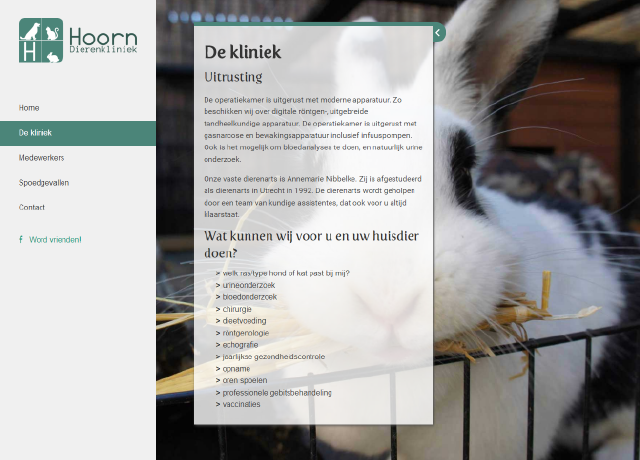 H
Hoorn
Dierenkliniek
Home
De kliniek
Medewerkers
Spoedgevallen
Contact
f Word vrienden!
De kliniek
Uitrusting
De operatiekamer is uitgerust met moderne apparatuur. Zo
beschikken wij over digitale röntgen-, uitgebreide
tandheelkundige apparatuur. De operatiekamer is uitgerust met
gasnarcose en bewakingsapparatuur inclusief infuuspompen.
Ook is het mogelijk om bloedanalyses te doen, en natuurlijk urine
onderzoek.
Onze vaste dierenarts is Annemarie Nibbelke. Zij is afgestudeerd
als dierenarts in Utrecht in 1992. De dierenarts wordt geholpen
door een team van kundige assistentes, dat ook voor u altijd
klaarstaat.
Wat kunnen wij voor u en uw huisdier
doen?
> welk ras/type hond of kat past bij mij?
> urineonderzoek
> bloedonderzoek
> chirurgie
> dieetvoeding
> röntgenologie
> echografie
> jaarlijkse gezondheidscontrole
> opname
> oren spoelen
> professionele gebitsbehandeling
> vaccinaties